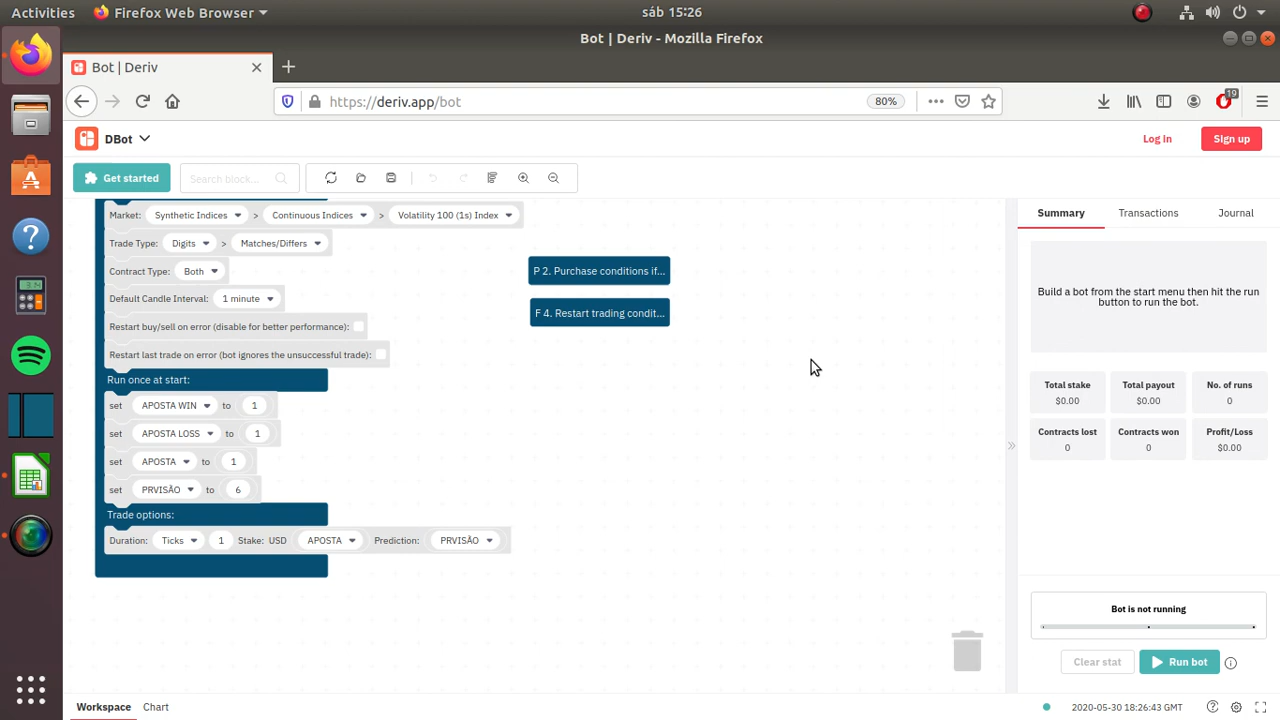 Activities
Firefox Web Browser
sáb 15:26
Bot | Deriv - Mozilla Firefox
Bot | Deriv
https://deriv.app/bot
80%
19
DBot
Log in
Sign up
Get started
Search block...
Summary
Transactions
Journal
Market: Synthetic Indices > Continuous Indices > Volatility 100 (1s) Index
Trade Type: Digits > Matches/Differs
Contract Type: Both
Default Candle Interval: 1 minute
Restart buy/sell on error (disable for better performance):
Restart last trade on error (bot ignores the unsuccessful trade):
Run once at start:
set APOSTA WIN to 1
set APOSTA LOSS to 1
set APOSTA to 1
set PRVISÃO to 6
Trade options:
Duration: Ticks 1 Stake: USD APOSTA Prediction: PRVISÃO
P 2. Purchase conditions if...
F 4. Restart trading condit...
Build a bot from the start menu then hit the run
button to run the bot.
Total stake
$0.00
Total payout
$0.00
No. of runs
0
Contracts lost
0
Contracts won
0
Profit/Loss
$0.00
Bot is not running
Clear stat
Run bot
Workspace
Chart
2020-05-30 18:26:43 GMT